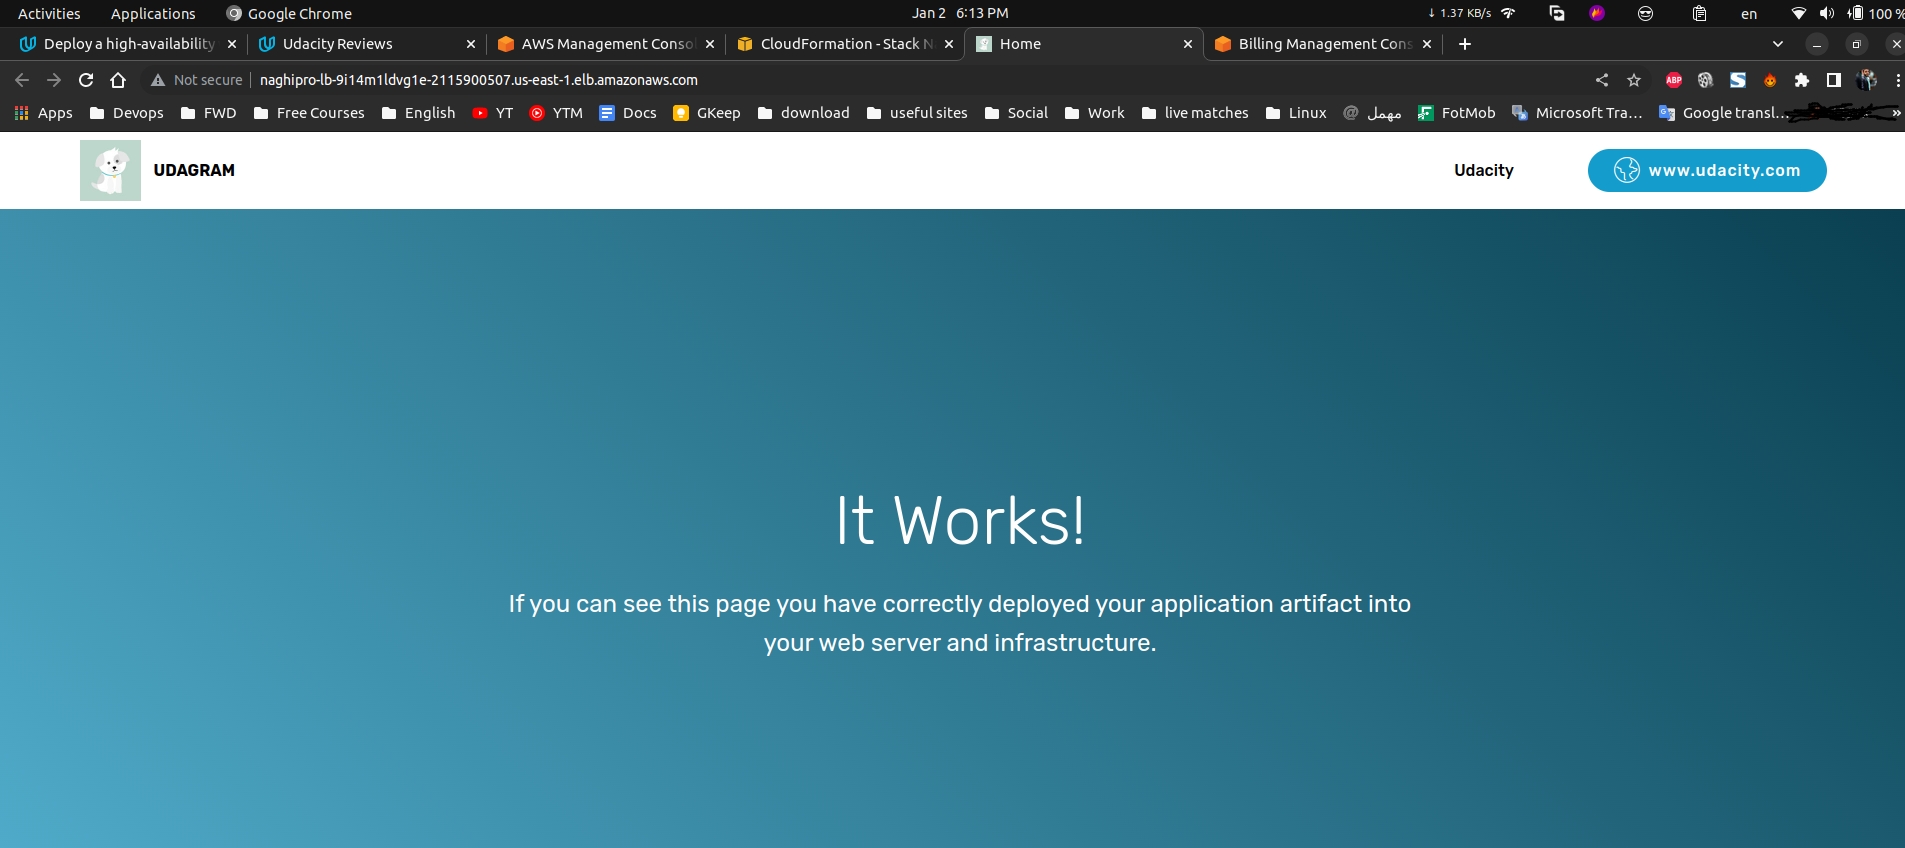 Activities Applications Google Chrome Jan 2 6:13 PM ↓ 1.37 KB/s en 100 %
Deploy a high-availability Udacity Reviews AWS Management Consol CloudFormation - Stack N Home Billing Management Cons
Not secure naghipro-lb-9i14m1ldvg1e-2115900507.us-east-1.elb.amazonaws.com ABP
Apps Devops FWD Free Courses English YT YTM Docs GKeep download useful sites Social Work live matches Linux مهمل FotMob Microsoft Tra... Google transl... »
UDAGRAM Udacity www.udacity.com
It Works!
If you can see this page you have correctly deployed your application artifact into
your web server and infrastructure.